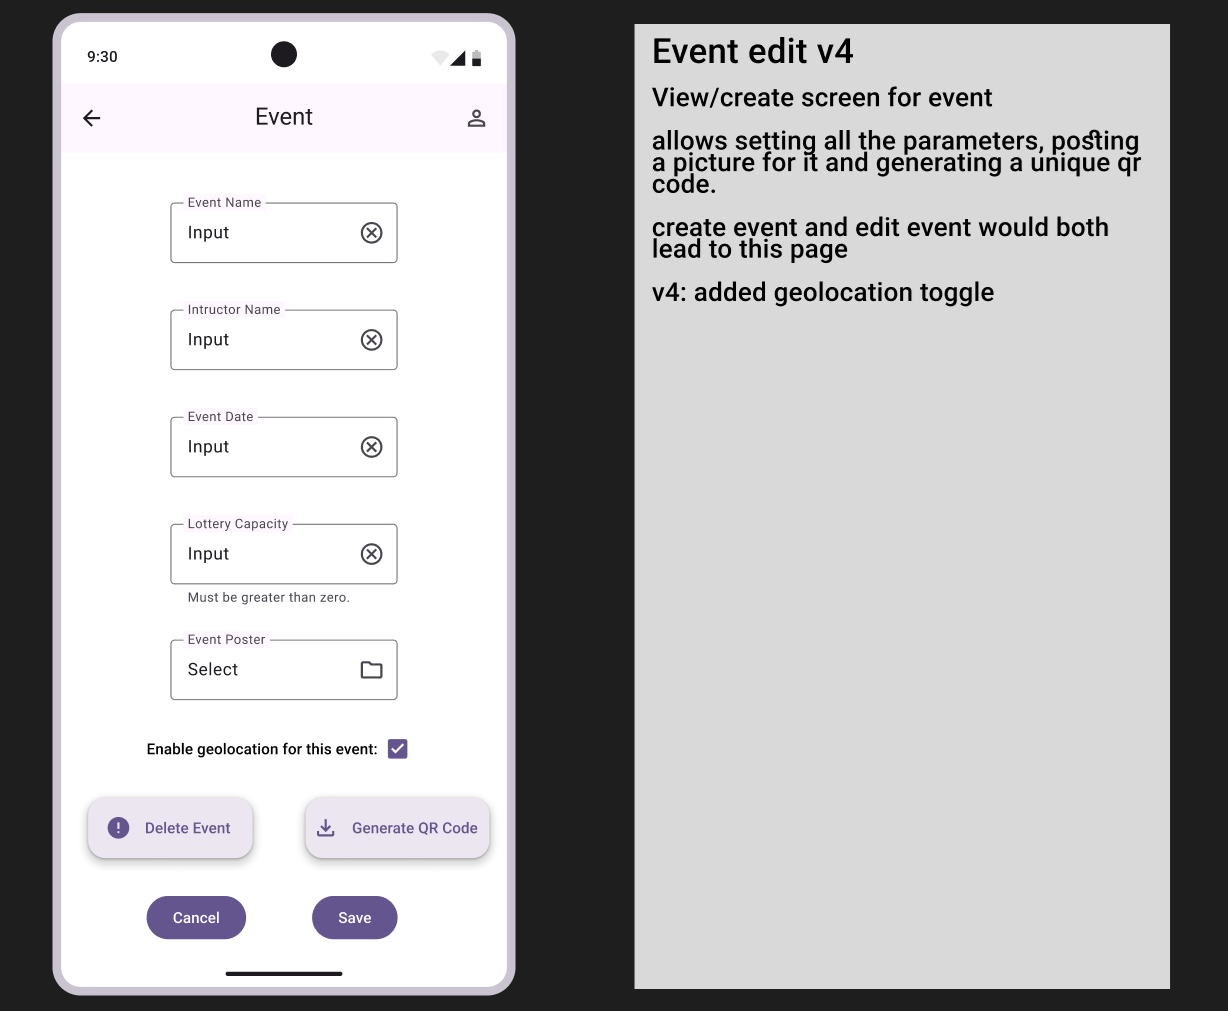 9:30
Event
Event Name
Input
Intructor Name
Input
Event Date
Input
Lottery Capacity
Input
Must be greater than zero.
Event Poster
Select
Enable geolocation for this event:
Delete Event
Generate QR Code
Cancel
Save
Event edit v4
View/create screen for event
allows setting all the parameters, posting
a picture for it and generating a unique qr
code.
create event and edit event would both
lead to this page
v4: added geolocation toggle